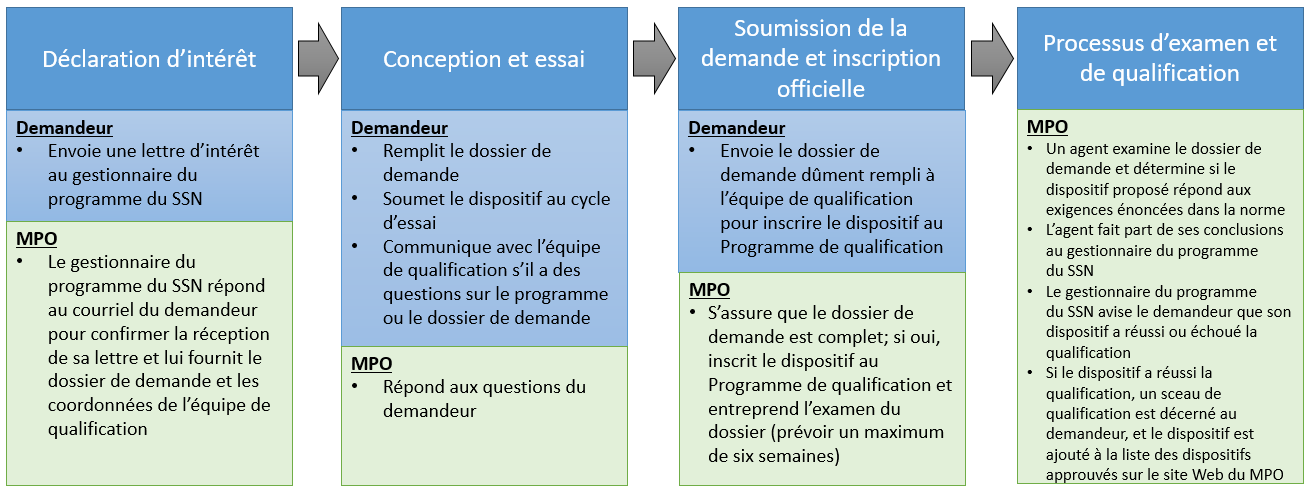 Déclaration d’intérêt
Demandeur
• Envoie une lettre d’intérêt
au gestionnaire du
programme du SSN
MPO
• Le gestionnaire du
programme du SSN répond
au courriel du demandeur
pour confirmer la réception
de sa lettre et lui fournit le
dossier de demande et les
coordonnées de l’équipe de
qualification
Conception et essai
Demandeur
• Remplit le dossier de
demande
• Soumet le dispositif au cycle
d’essai
• Communique avec l’équipe
de qualification s’il a des
questions sur le programme
ou le dossier de demande
MPO
• Répond aux questions du
demandeur
Soumission de la
demande et inscription
officielle
Demandeur
• Envoie le dossier de
demande dûment rempli à
l’équipe de qualification
pour inscrire le dispositif au
Programme de qualification
MPO
• S’assure que le dossier de
demande est complet; si oui,
inscrit le dispositif au
Programme de qualification et
entreprend l’examen du
dossier (prévoir un maximum
de six semaines)
Processus d’examen et
de qualification
MPO
• Un agent examine le dossier de
demande et détermine si le
dispositif proposé répond aux
exigences énoncées dans la norme
• L’agent fait part de ses conclusions
au gestionnaire du programme
du SSN
• Le gestionnaire du programme
du SSN avise le demandeur que son
dispositif a réussi ou échoué la
qualification
• Si le dispositif a réussi la
qualification, un sceau de
qualification est décerné au
demandeur, et le dispositif est
ajouté à la liste des dispositifs
approuvés sur le site Web du MPO